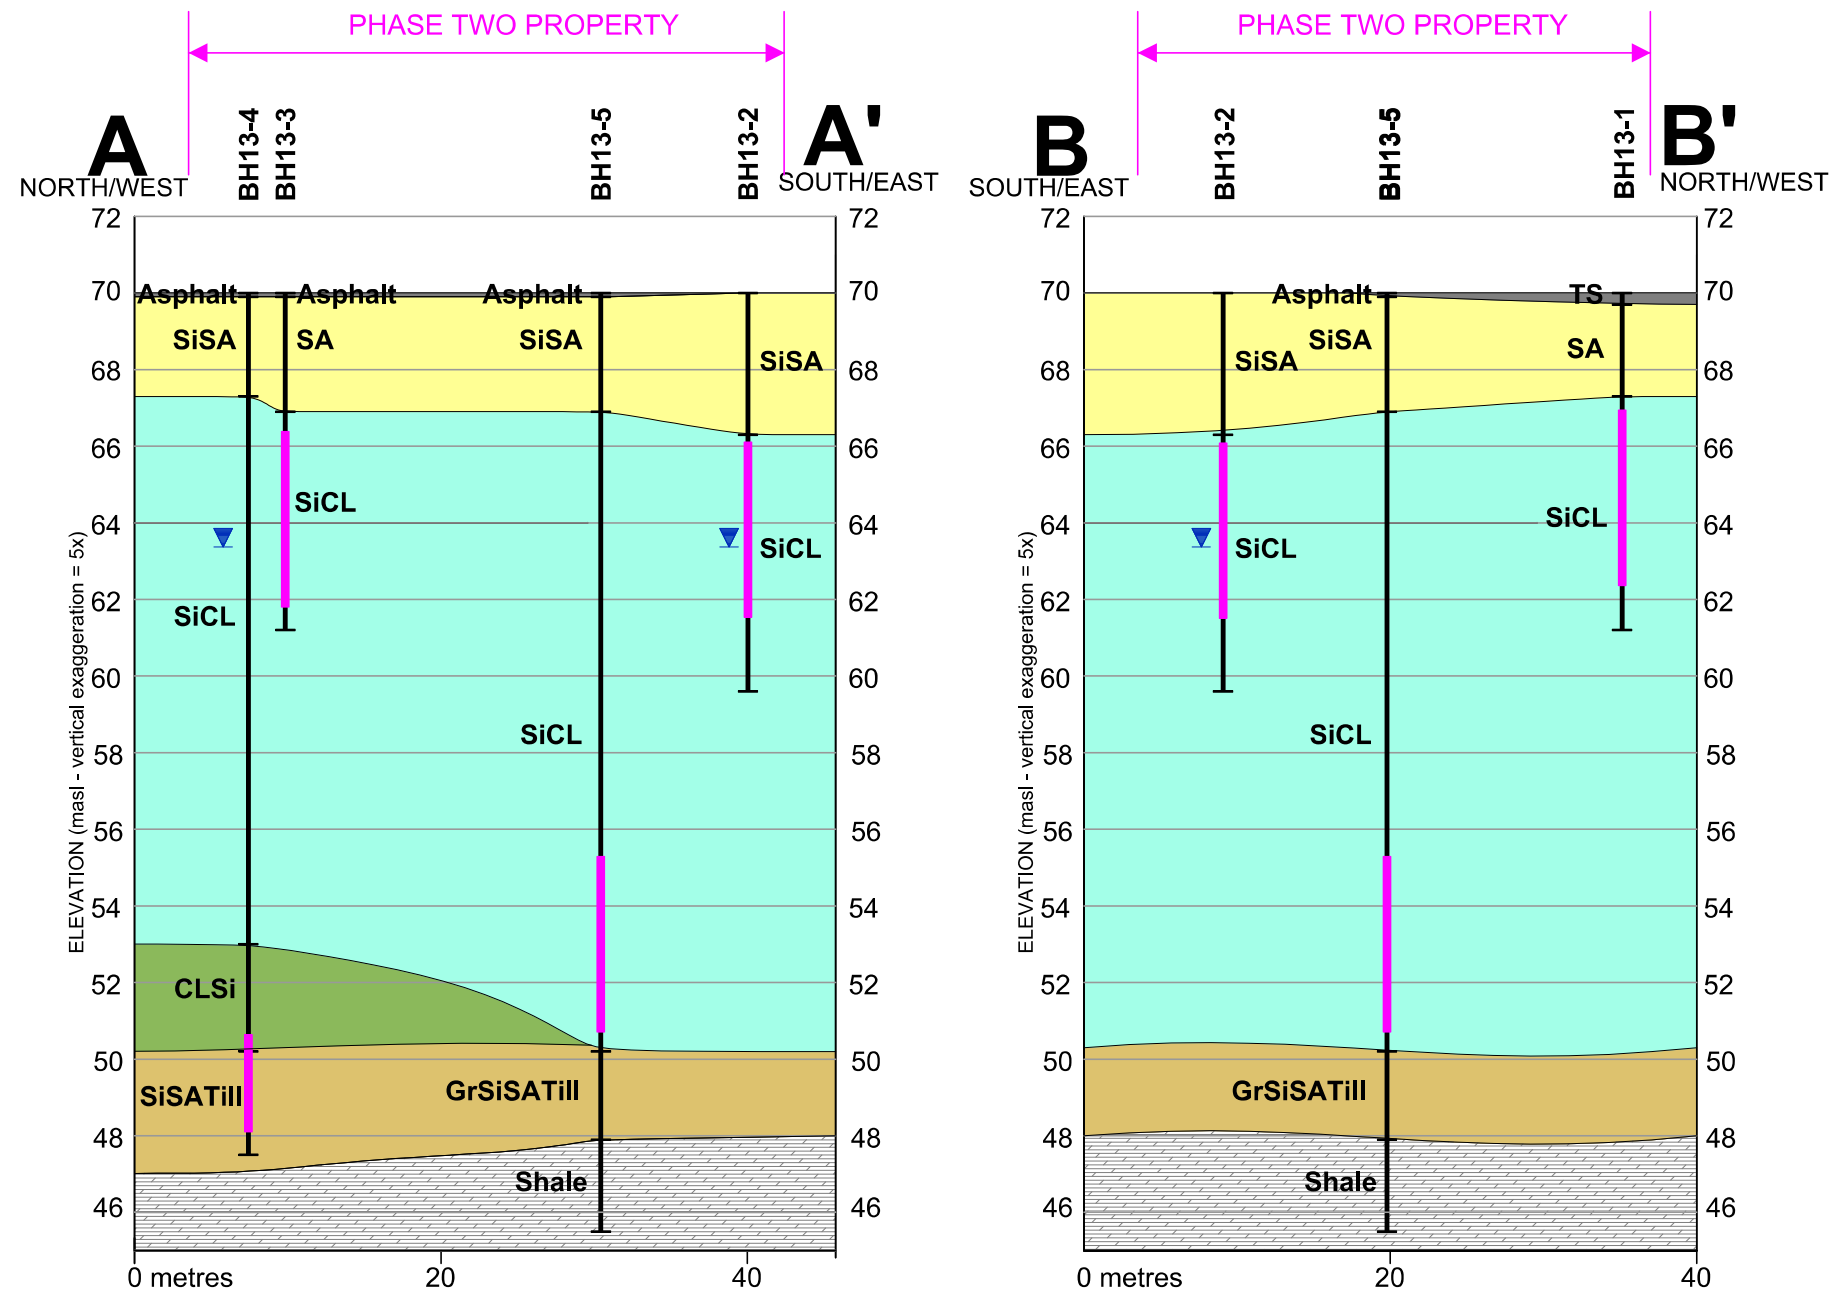 PHASE TWO PROPERTY
BH13-4
BH13-3
BH13-5
BH13-2
A
A'
NORTH/WEST
SOUTH/EAST
72
72
70
70
68
68
66
66
64
64
62
62
60
60
58
58
56
56
54
54
52
52
50
50
48
48
46
46
ELEVATION (masl - vertical exaggeration = 5x)
Asphalt
Asphalt
Asphalt
SiSA
SA
SiSA
SiSA
SiCL
SiCL
SiCL
SiCL
CLSi
SiSATill
GrSiSATill
Shale
0 metres
20
40
PHASE TWO PROPERTY
BH13-2
BH13-5
BH13-1
B
B'
SOUTH/EAST
NORTH/WEST
72
72
70
70
68
68
66
66
64
64
62
62
60
60
58
58
56
56
54
54
52
52
50
50
48
48
46
46
ELEVATION (masl - vertical exaggeration = 5x)
Asphalt
TS
SiSA
SiSA
SA
SiCL
SiCL
SiCL
GrSiSATill
Shale
0 metres
20
40